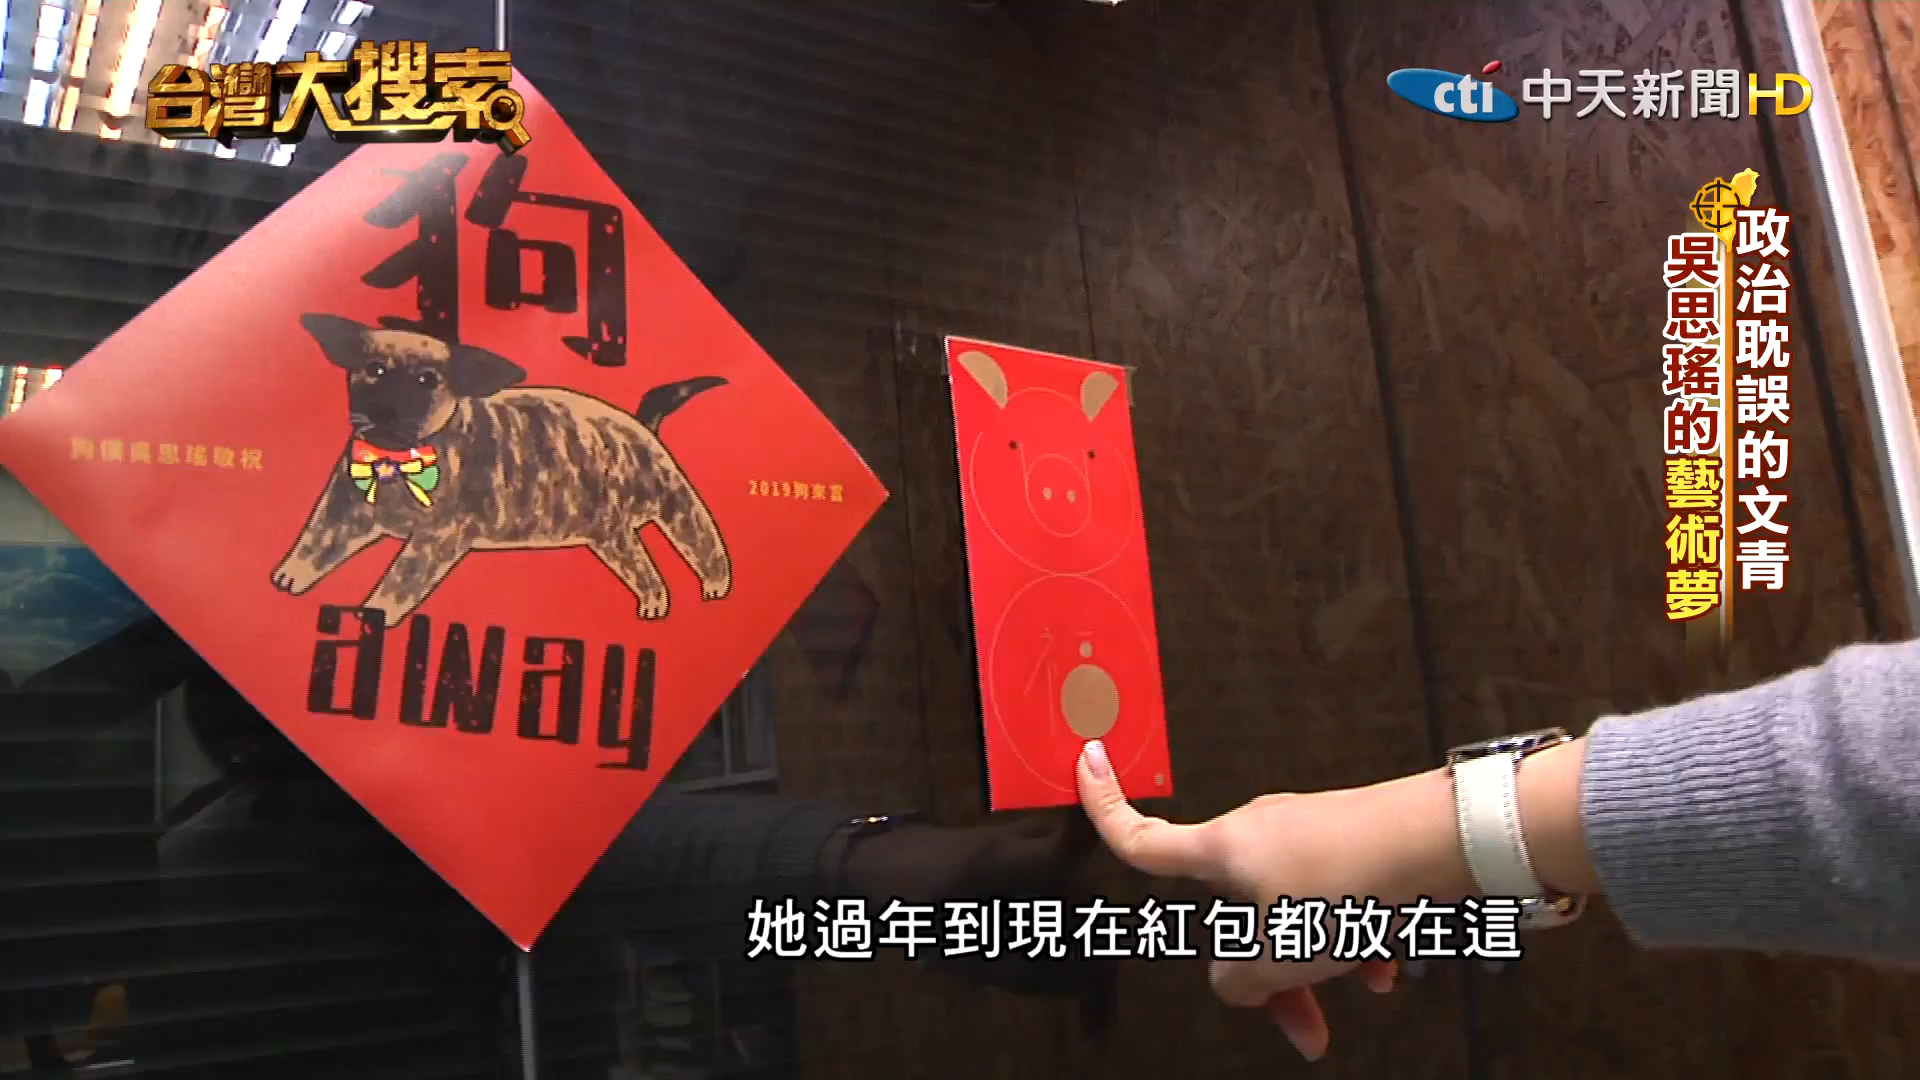 台灣大搜索
cti 中天新聞HD
政治耽誤的文青
吳思瑤的藝術夢
狗
狗僕吳思瑤敬祝
2019狗來富
away
她過年到現在紅包都放在這